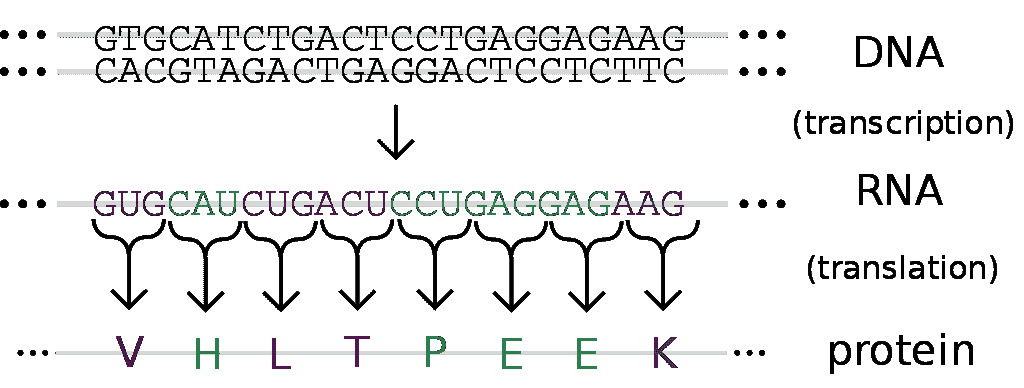 ... GTGCATCTGACTCCTGAGGAGAAG ... DNA
... CACGTAGACTGAGGACTCCTCTTC ...
(transcription)
... GUGCAUCUGACUCCUGAGGAGAAG ... RNA
(translation)
... V H L T P E E K ... protein